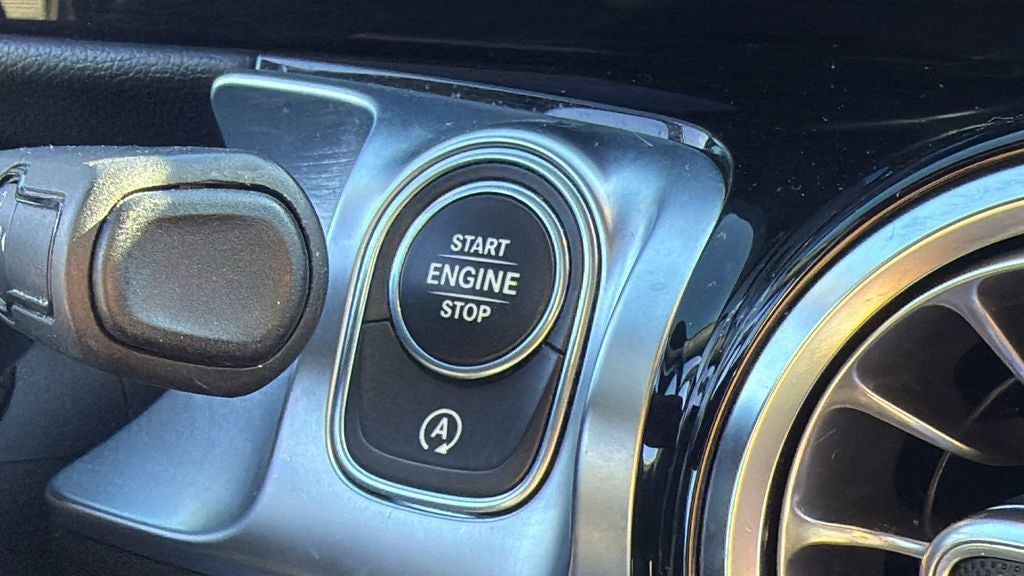 START
ENGINE
STOP
A